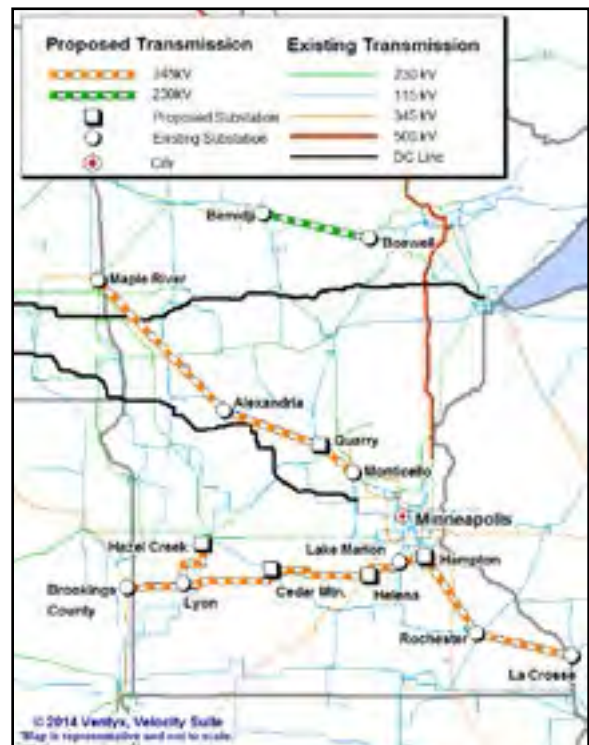 Proposed Transmission
345kV
230kV
Proposed Substation
Existing Substation
City
Existing Transmission
230 kV
115 kV
345 kV
500 kV
DC Line
Bemidji
Boswell
Maple River
Alexandria
Quarry
Monticello
Minneapolis
Hazel Creek
Lake Marion
Hampton
Brookings
County
Lyon
Cedar Mtn.
Helena
Rochester
La Crosse
© 2014 Ventyx, Velocity Suite
*Map is representative and not to scale.